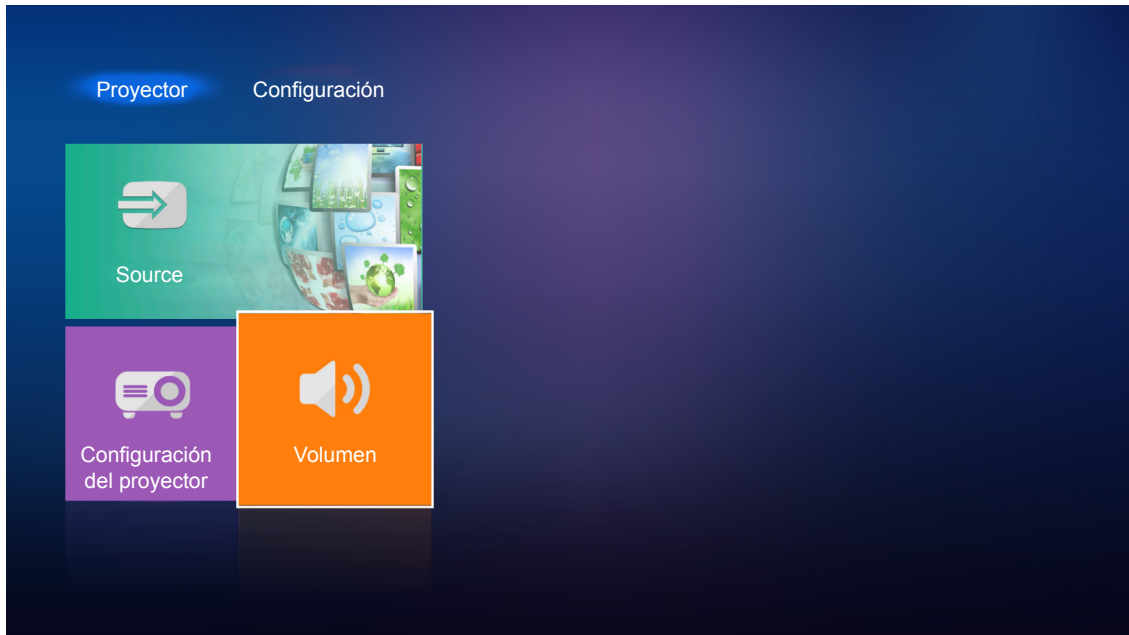 Proyector
Configuración
Source
Configuración
del proyector
Volumen